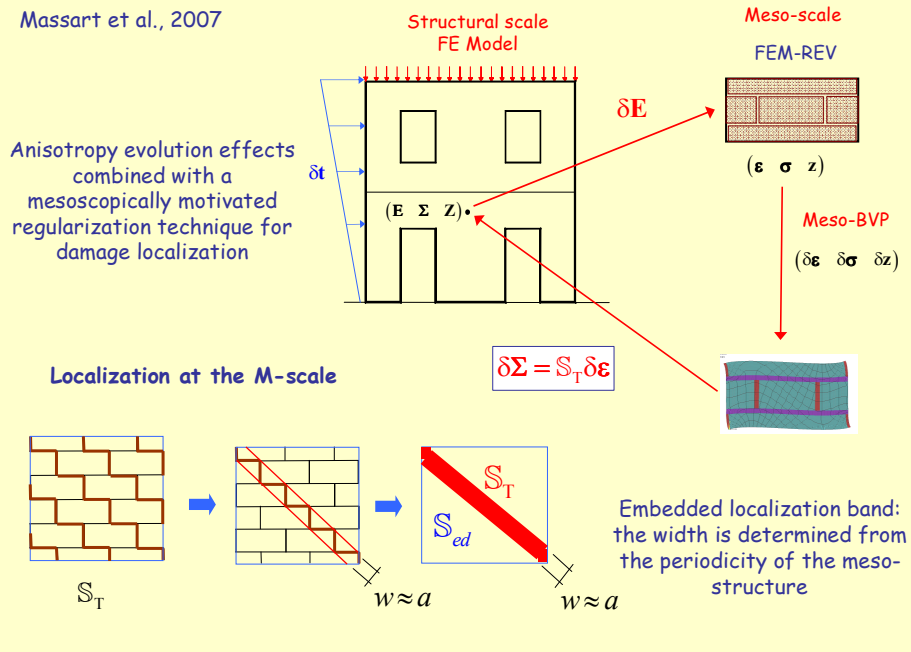 Massart et al., 2007
Structural scale
FE Model
Meso-scale
FEM-REV
δE
Anisotropy evolution effects
combined with a
mesoscopically motivated
regularization technique for
damage localization
δt
(E Σ Z)
(ε σ z)
Meso-BVP
(δε δσ δz)
δΣ = 𝕊T δε
Localization at the M-scale
𝕊T
w≈a
𝕊T
𝕊ed
w≈a
Embedded localization band:
the width is determined from
the periodicity of the meso-
structure